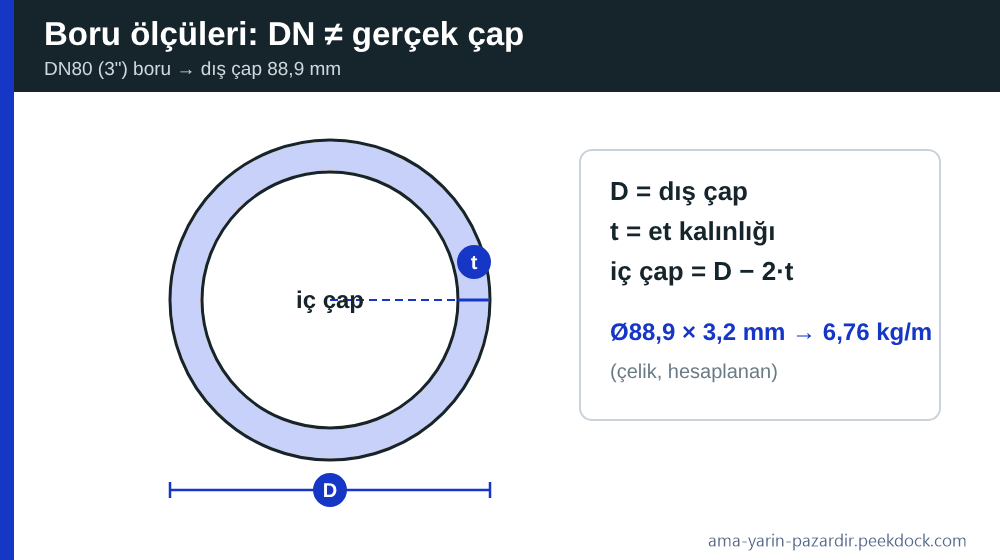 Boru ölçüleri: DN ≠ gerçek çap
DN80 (3") boru → dış çap 88,9 mm
D = dış çap
t = et kalınlığı
iç çap = D − 2·t
Ø88,9 × 3,2 mm → 6,76 kg/m
(çelik, hesaplanan)
t
iç çap
D
ama-yarin-pazardir.peekdock.com